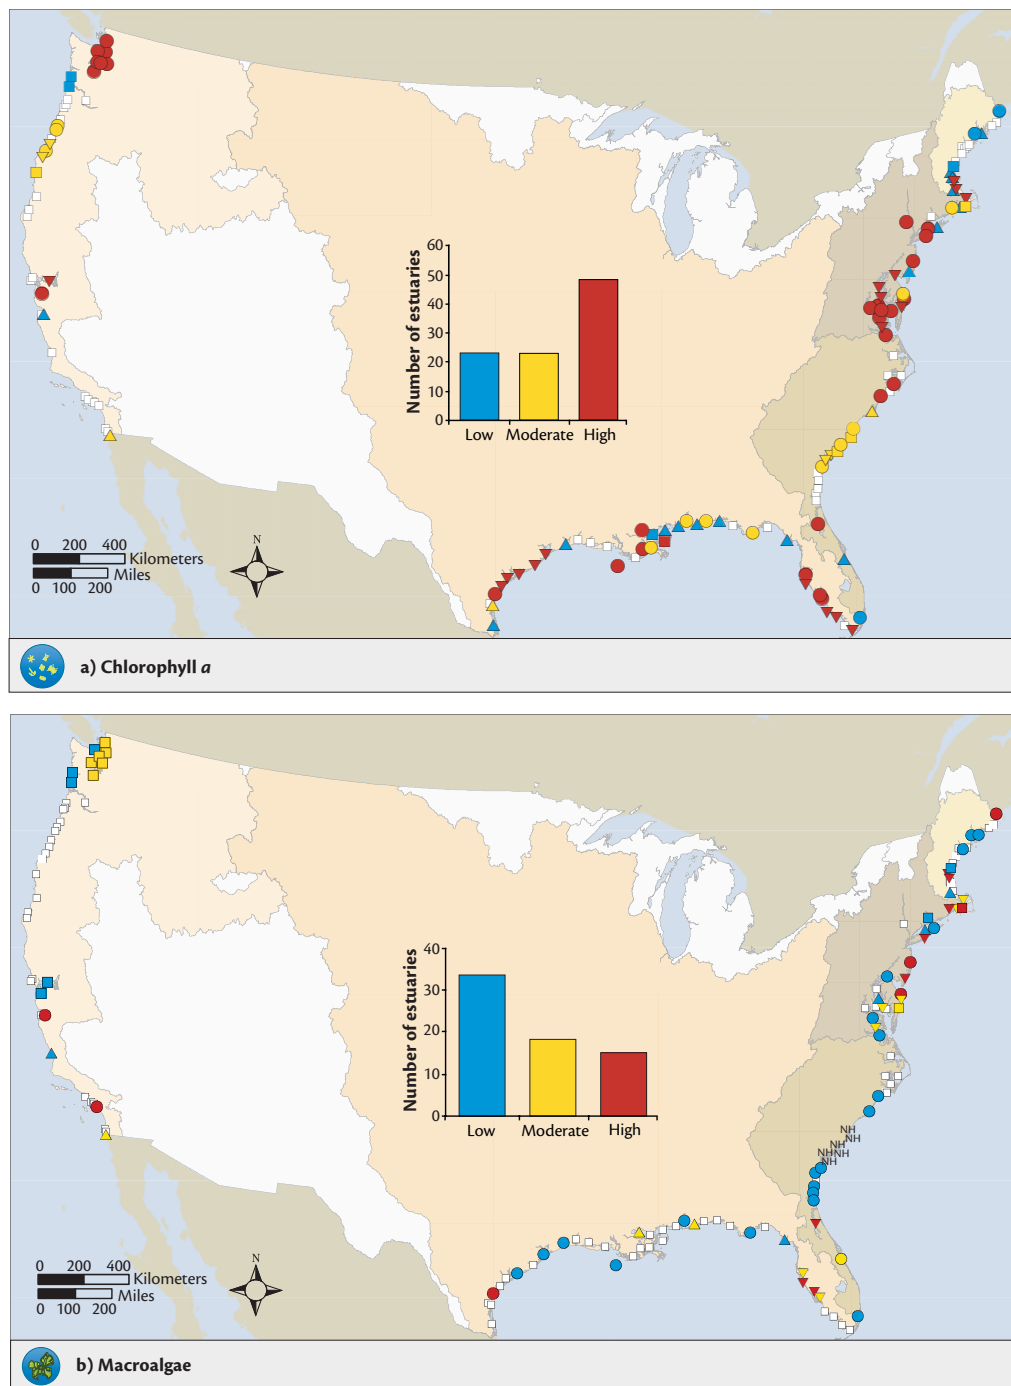 60
50
40
30
20
10
0
Number of estuaries
Low Moderate High
0 200 400 Kilometers
0 100 200 Miles
N
a) Chlorophyll a
40
30
20
10
0
Number of estuaries
Low Moderate High
NH
NH
NH
NH NH
NH
0 200 400 Kilometers
0 100 200 Miles
N
b) Macroalgae